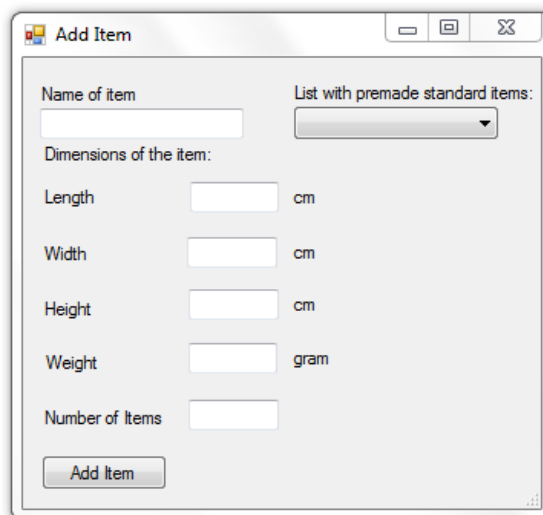 Add Item
Name of item
List with premade standard items:
Dimensions of the item:
Length cm
Width cm
Height cm
Weight gram
Number of Items
Add Item